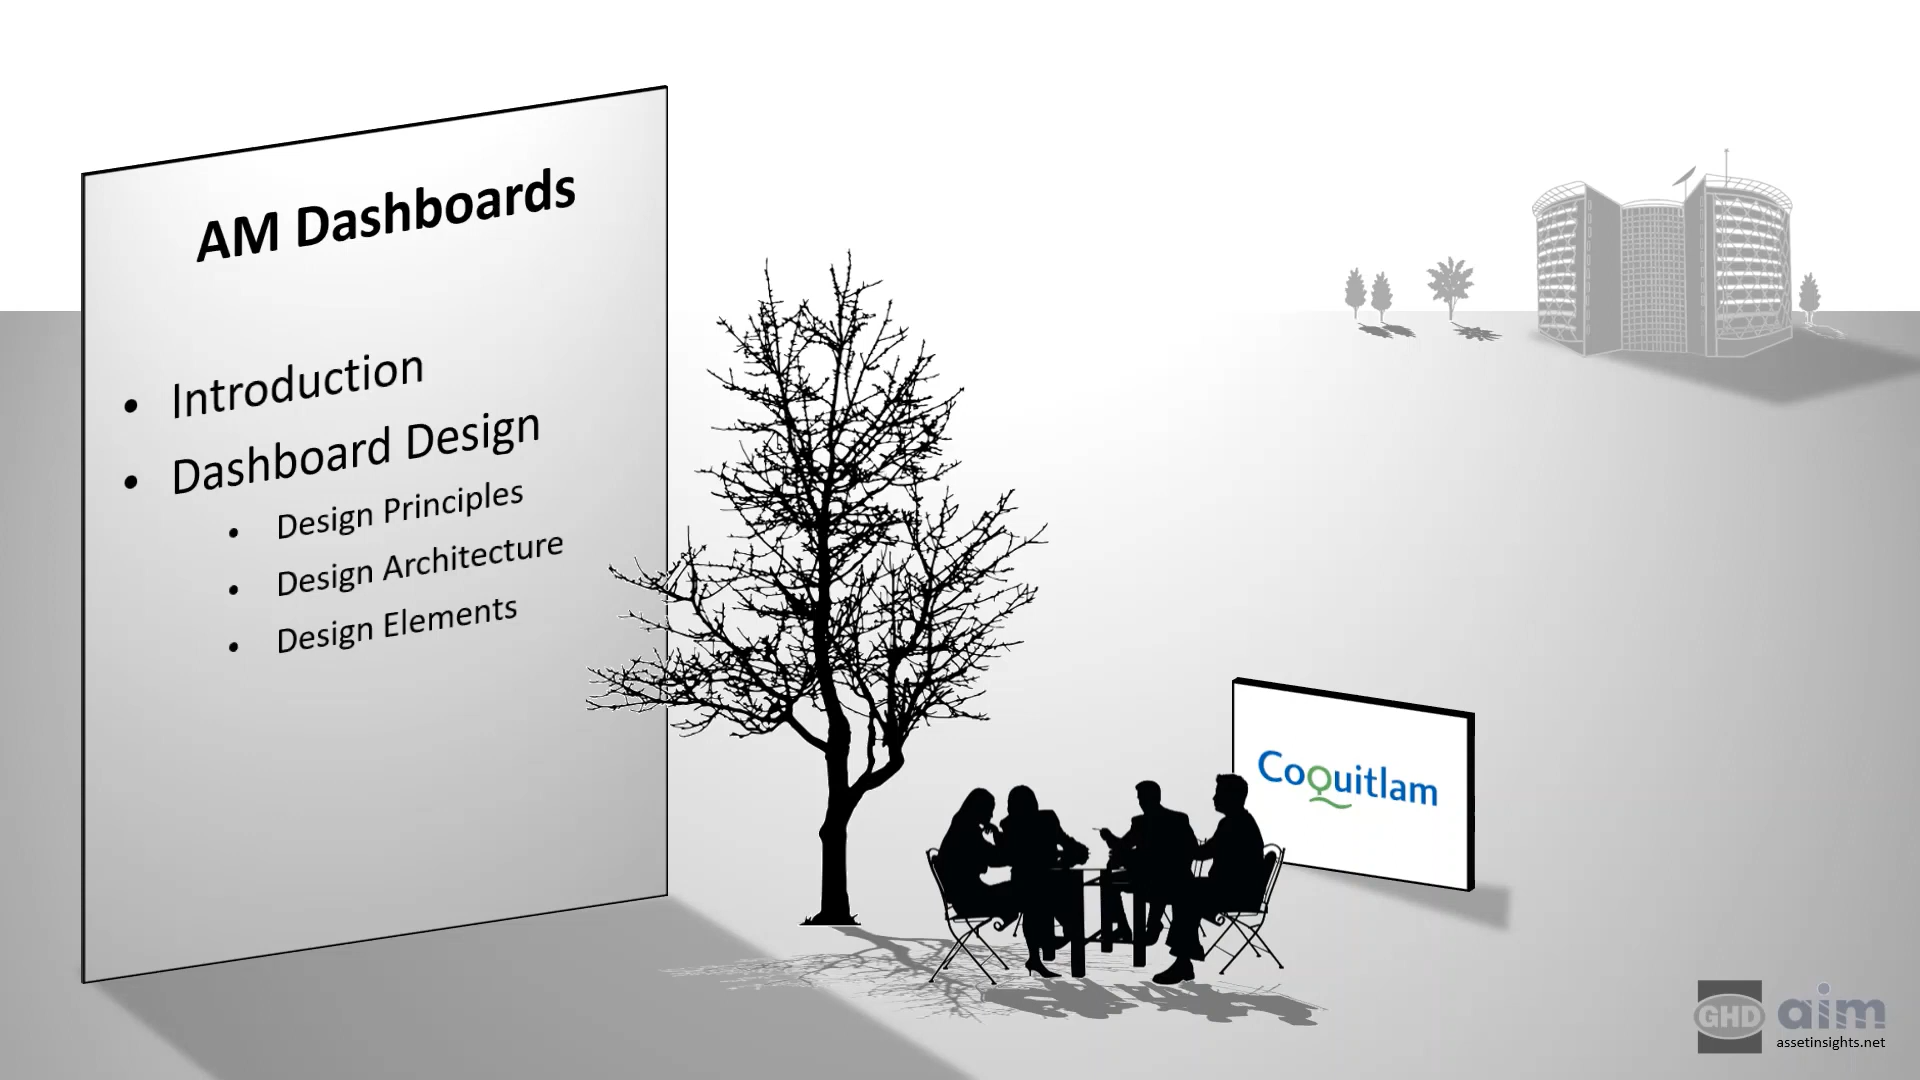 AM Dashboards
• Introduction
• Dashboard Design
• Design Principles
• Design Architecture
• Design Elements
Coquitlam
GHD aim
assetinsights.net